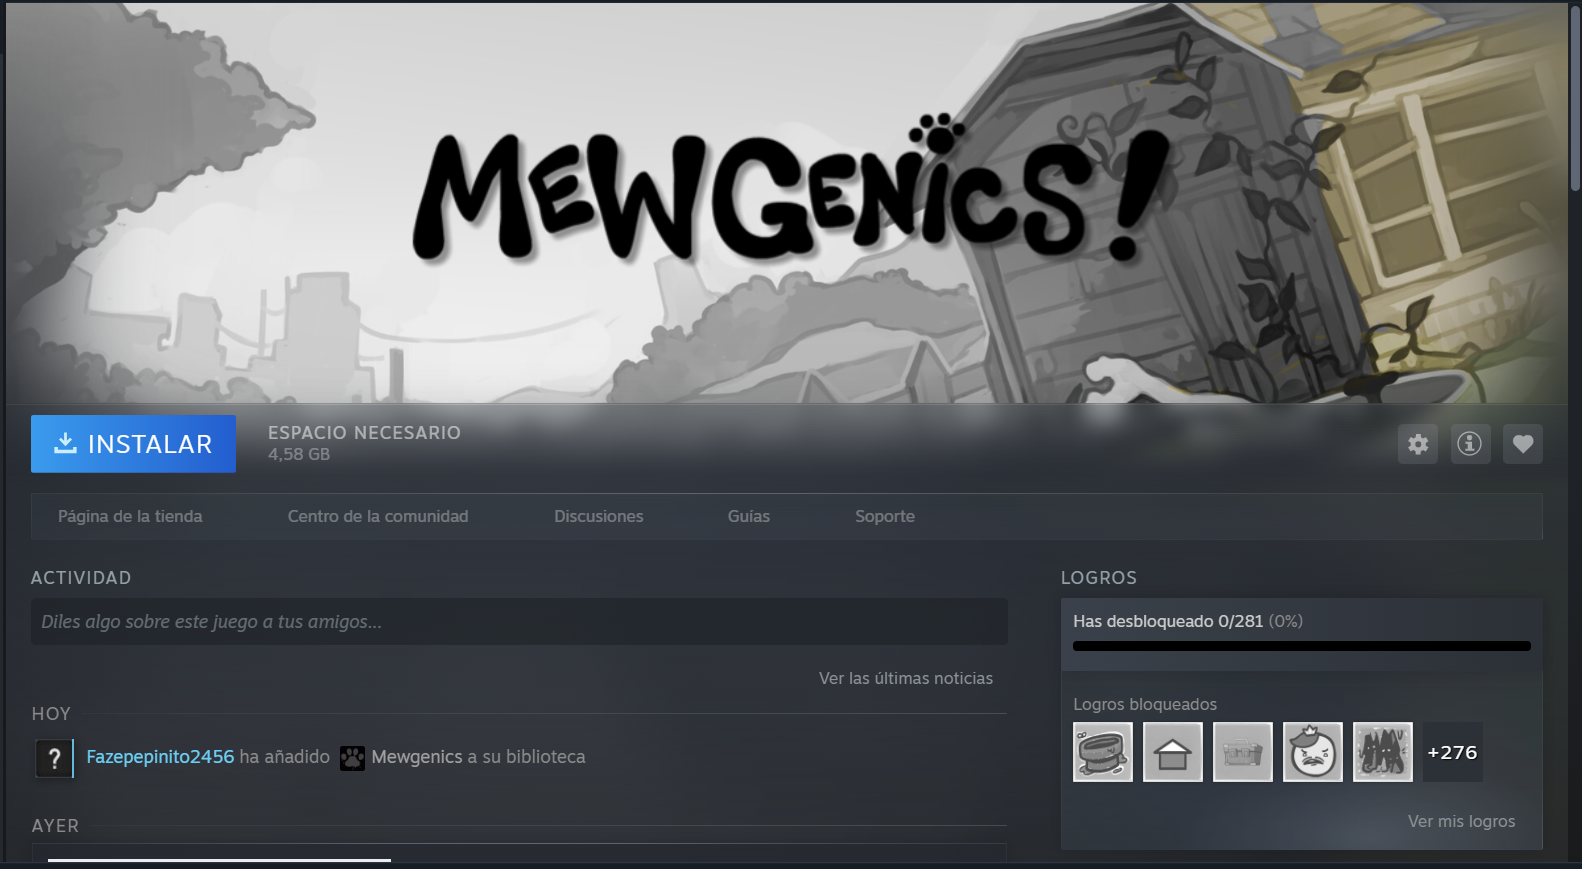 MEWGENICS!
INSTALAR
ESPACIO NECESARIO
4,58 GB
Página de la tienda
Centro de la comunidad
Discusiones
Guías
Soporte
ACTIVIDAD
Diles algo sobre este juego a tus amigos...
Ver las últimas noticias
HOY
? Fazepepinito2456 ha añadido Mewgenics a su biblioteca
AYER
LOGROS
Has desbloqueado 0/281 (0%)
Logros bloqueados
+276
Ver mis logros